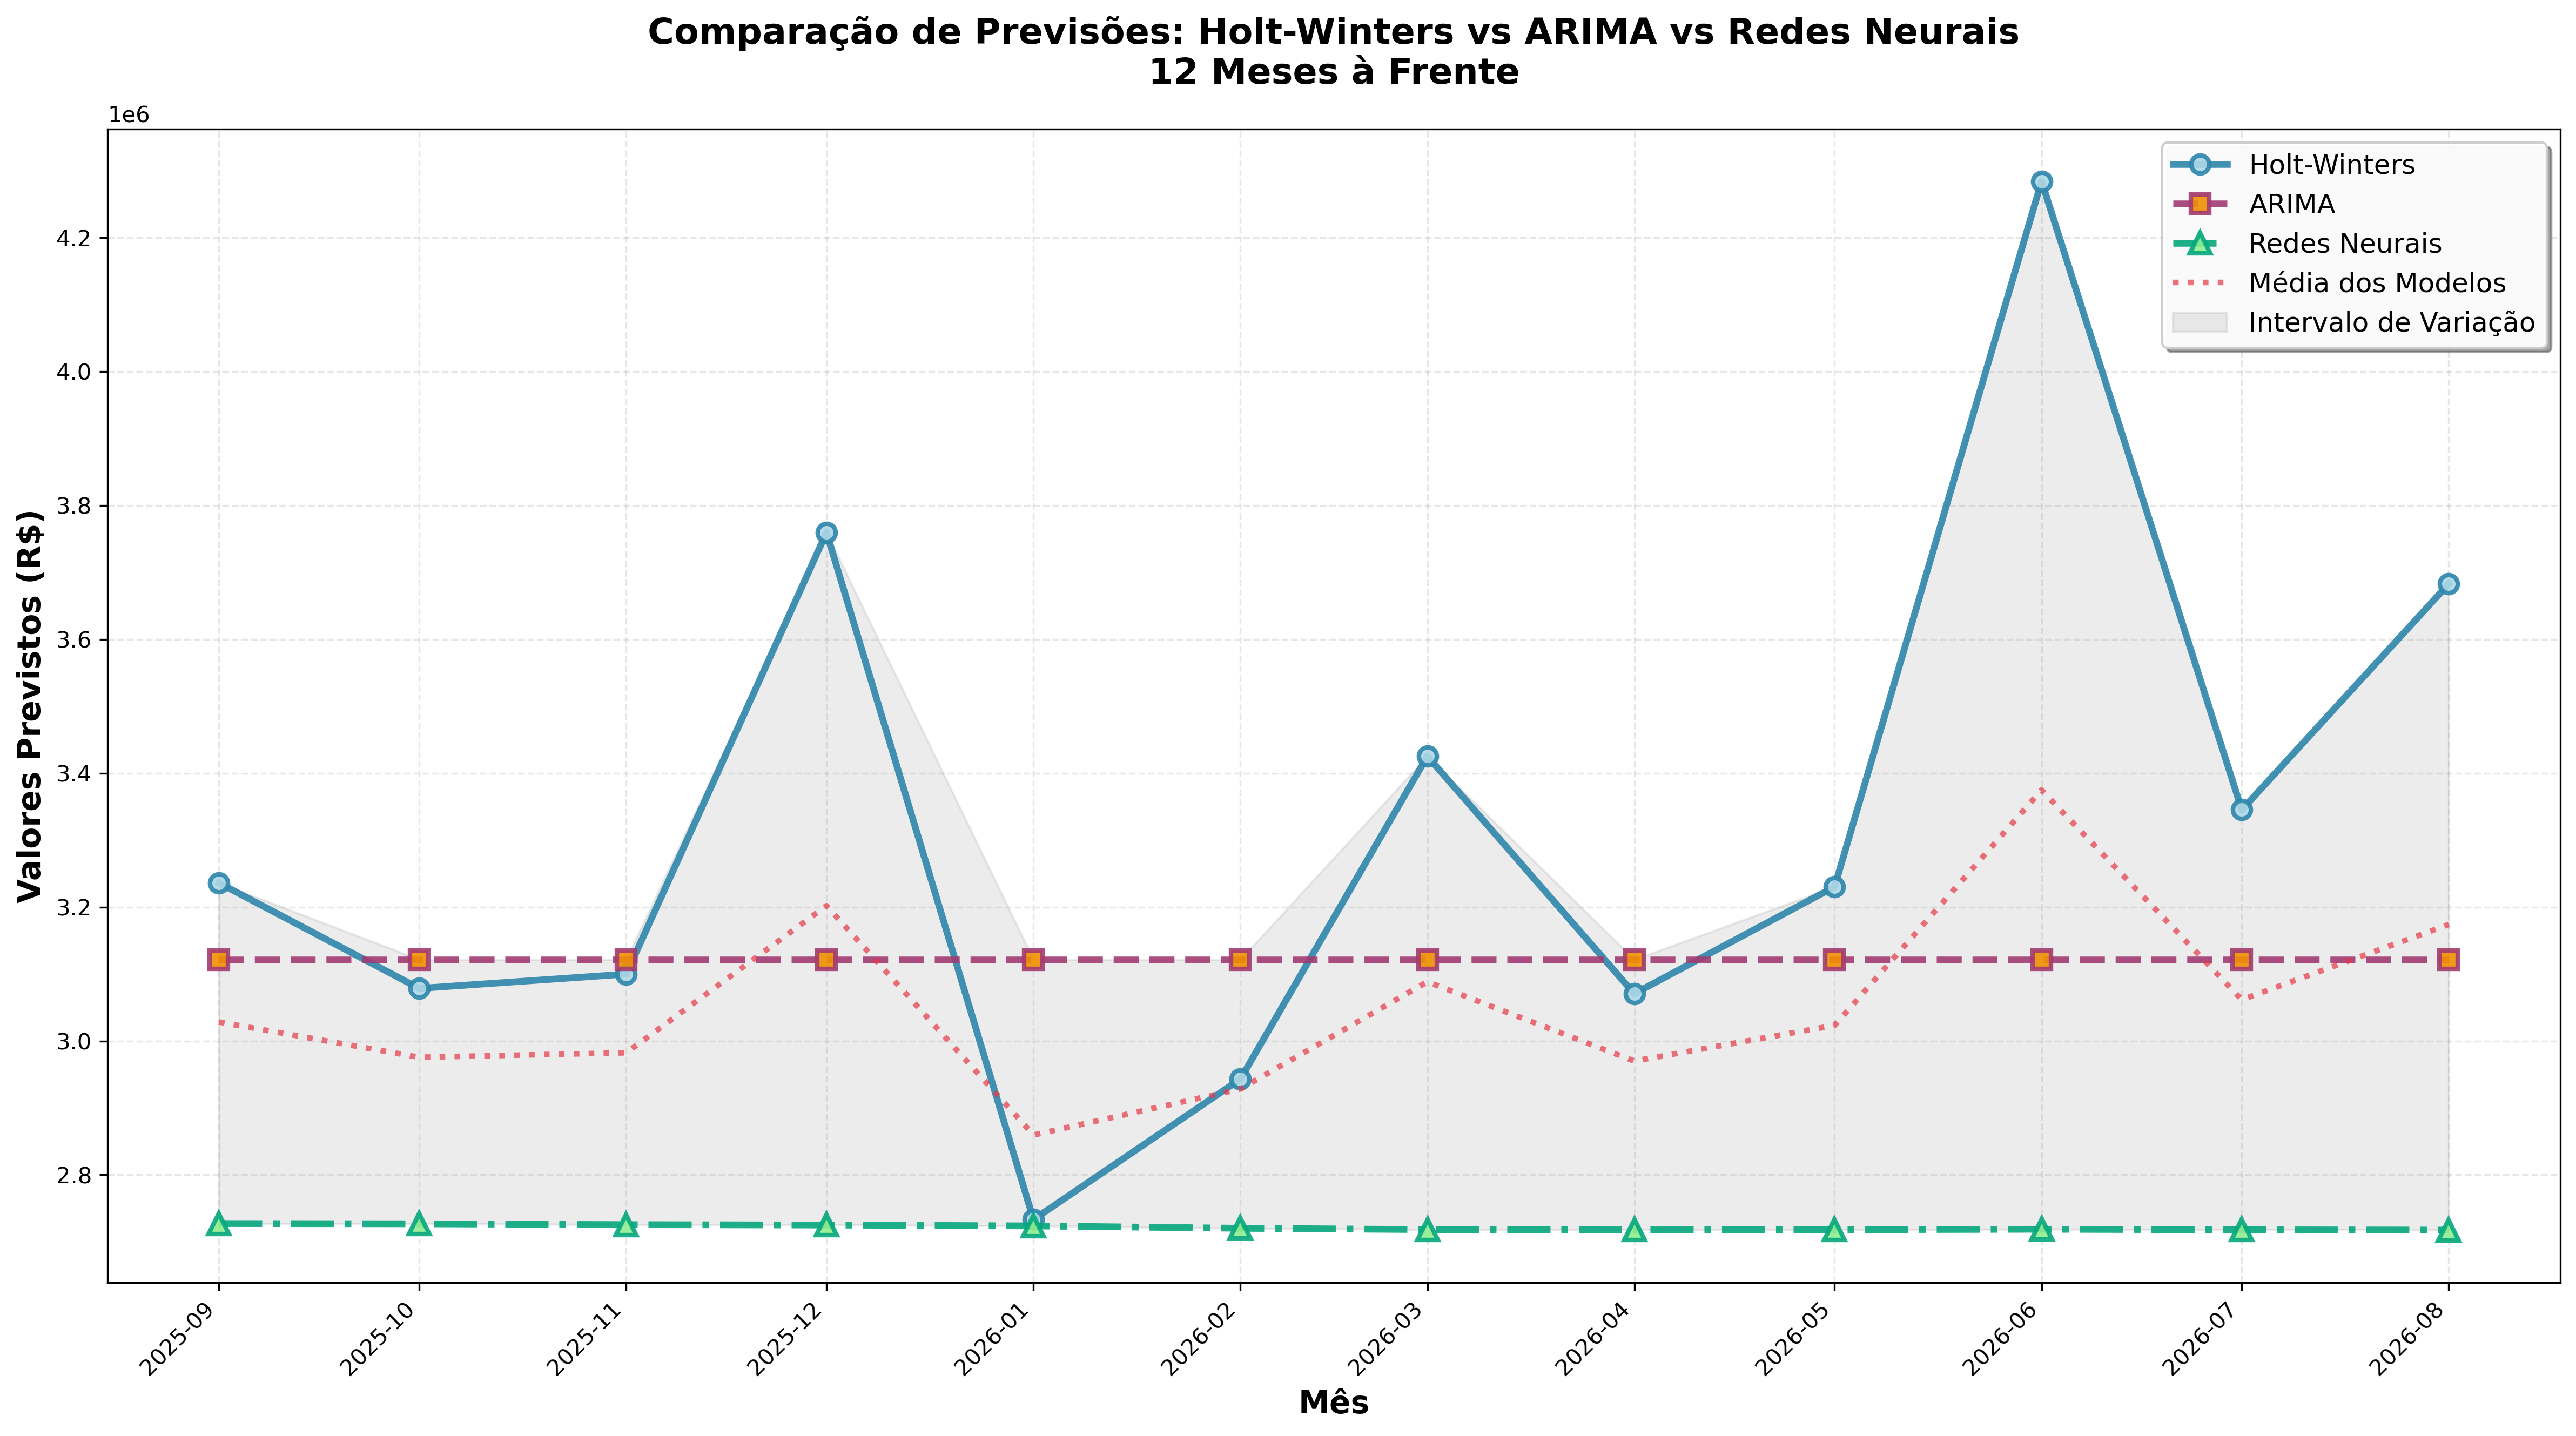 Comparação de Previsões: Holt-Winters vs ARIMA vs Redes Neurais
12 Meses à Frente
1e6
Holt-Winters
ARIMA
Redes Neurais
Média dos Modelos
Intervalo de Variação
Valores Previstos (R$)
4.2
4.0
3.8
3.6
3.4
3.2
3.0
2.8
2025-09
2025-10
2025-11
2025-12
2026-01
2026-02
2026-03
2026-04
2026-05
2026-06
2026-07
2026-08
Mês